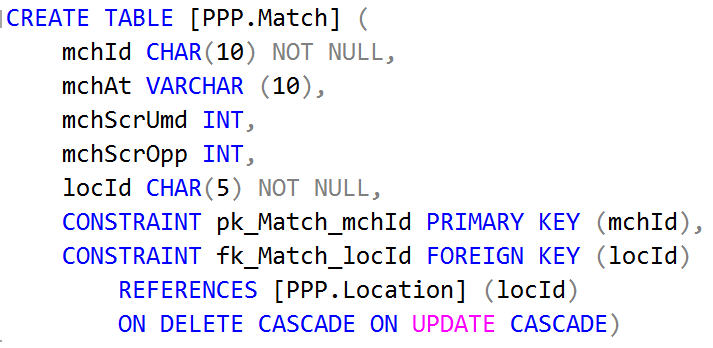 CREATE TABLE [PPP.Match] (
mchId CHAR(10) NOT NULL,
mchAt VARCHAR (10),
mchScrUmd INT,
mchScrOpp INT,
locId CHAR(5) NOT NULL,
CONSTRAINT pk_Match_mchId PRIMARY KEY (mchId),
CONSTRAINT fk_Match_locId FOREIGN KEY (locId)
REFERENCES [PPP.Location] (locId)
ON DELETE CASCADE ON UPDATE CASCADE)